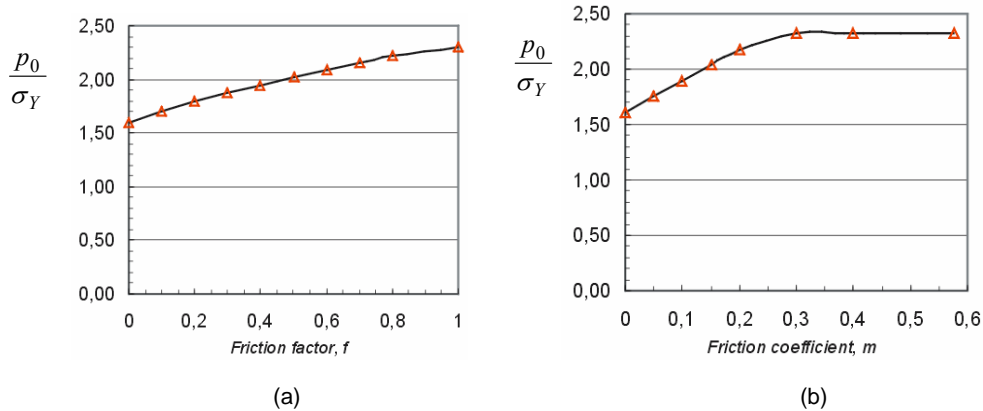 p₀
σ_Y
2,50
2,00
1,50
1,00
0,50
0,00
0 0,2 0,4 0,6 0,8 1
Friction factor, f
(a)
p₀
σ_Y
2,50
2,00
1,50
1,00
0,50
0,00
0 0,1 0,2 0,3 0,4 0,5 0,6
Friction coefficient, m
(b)